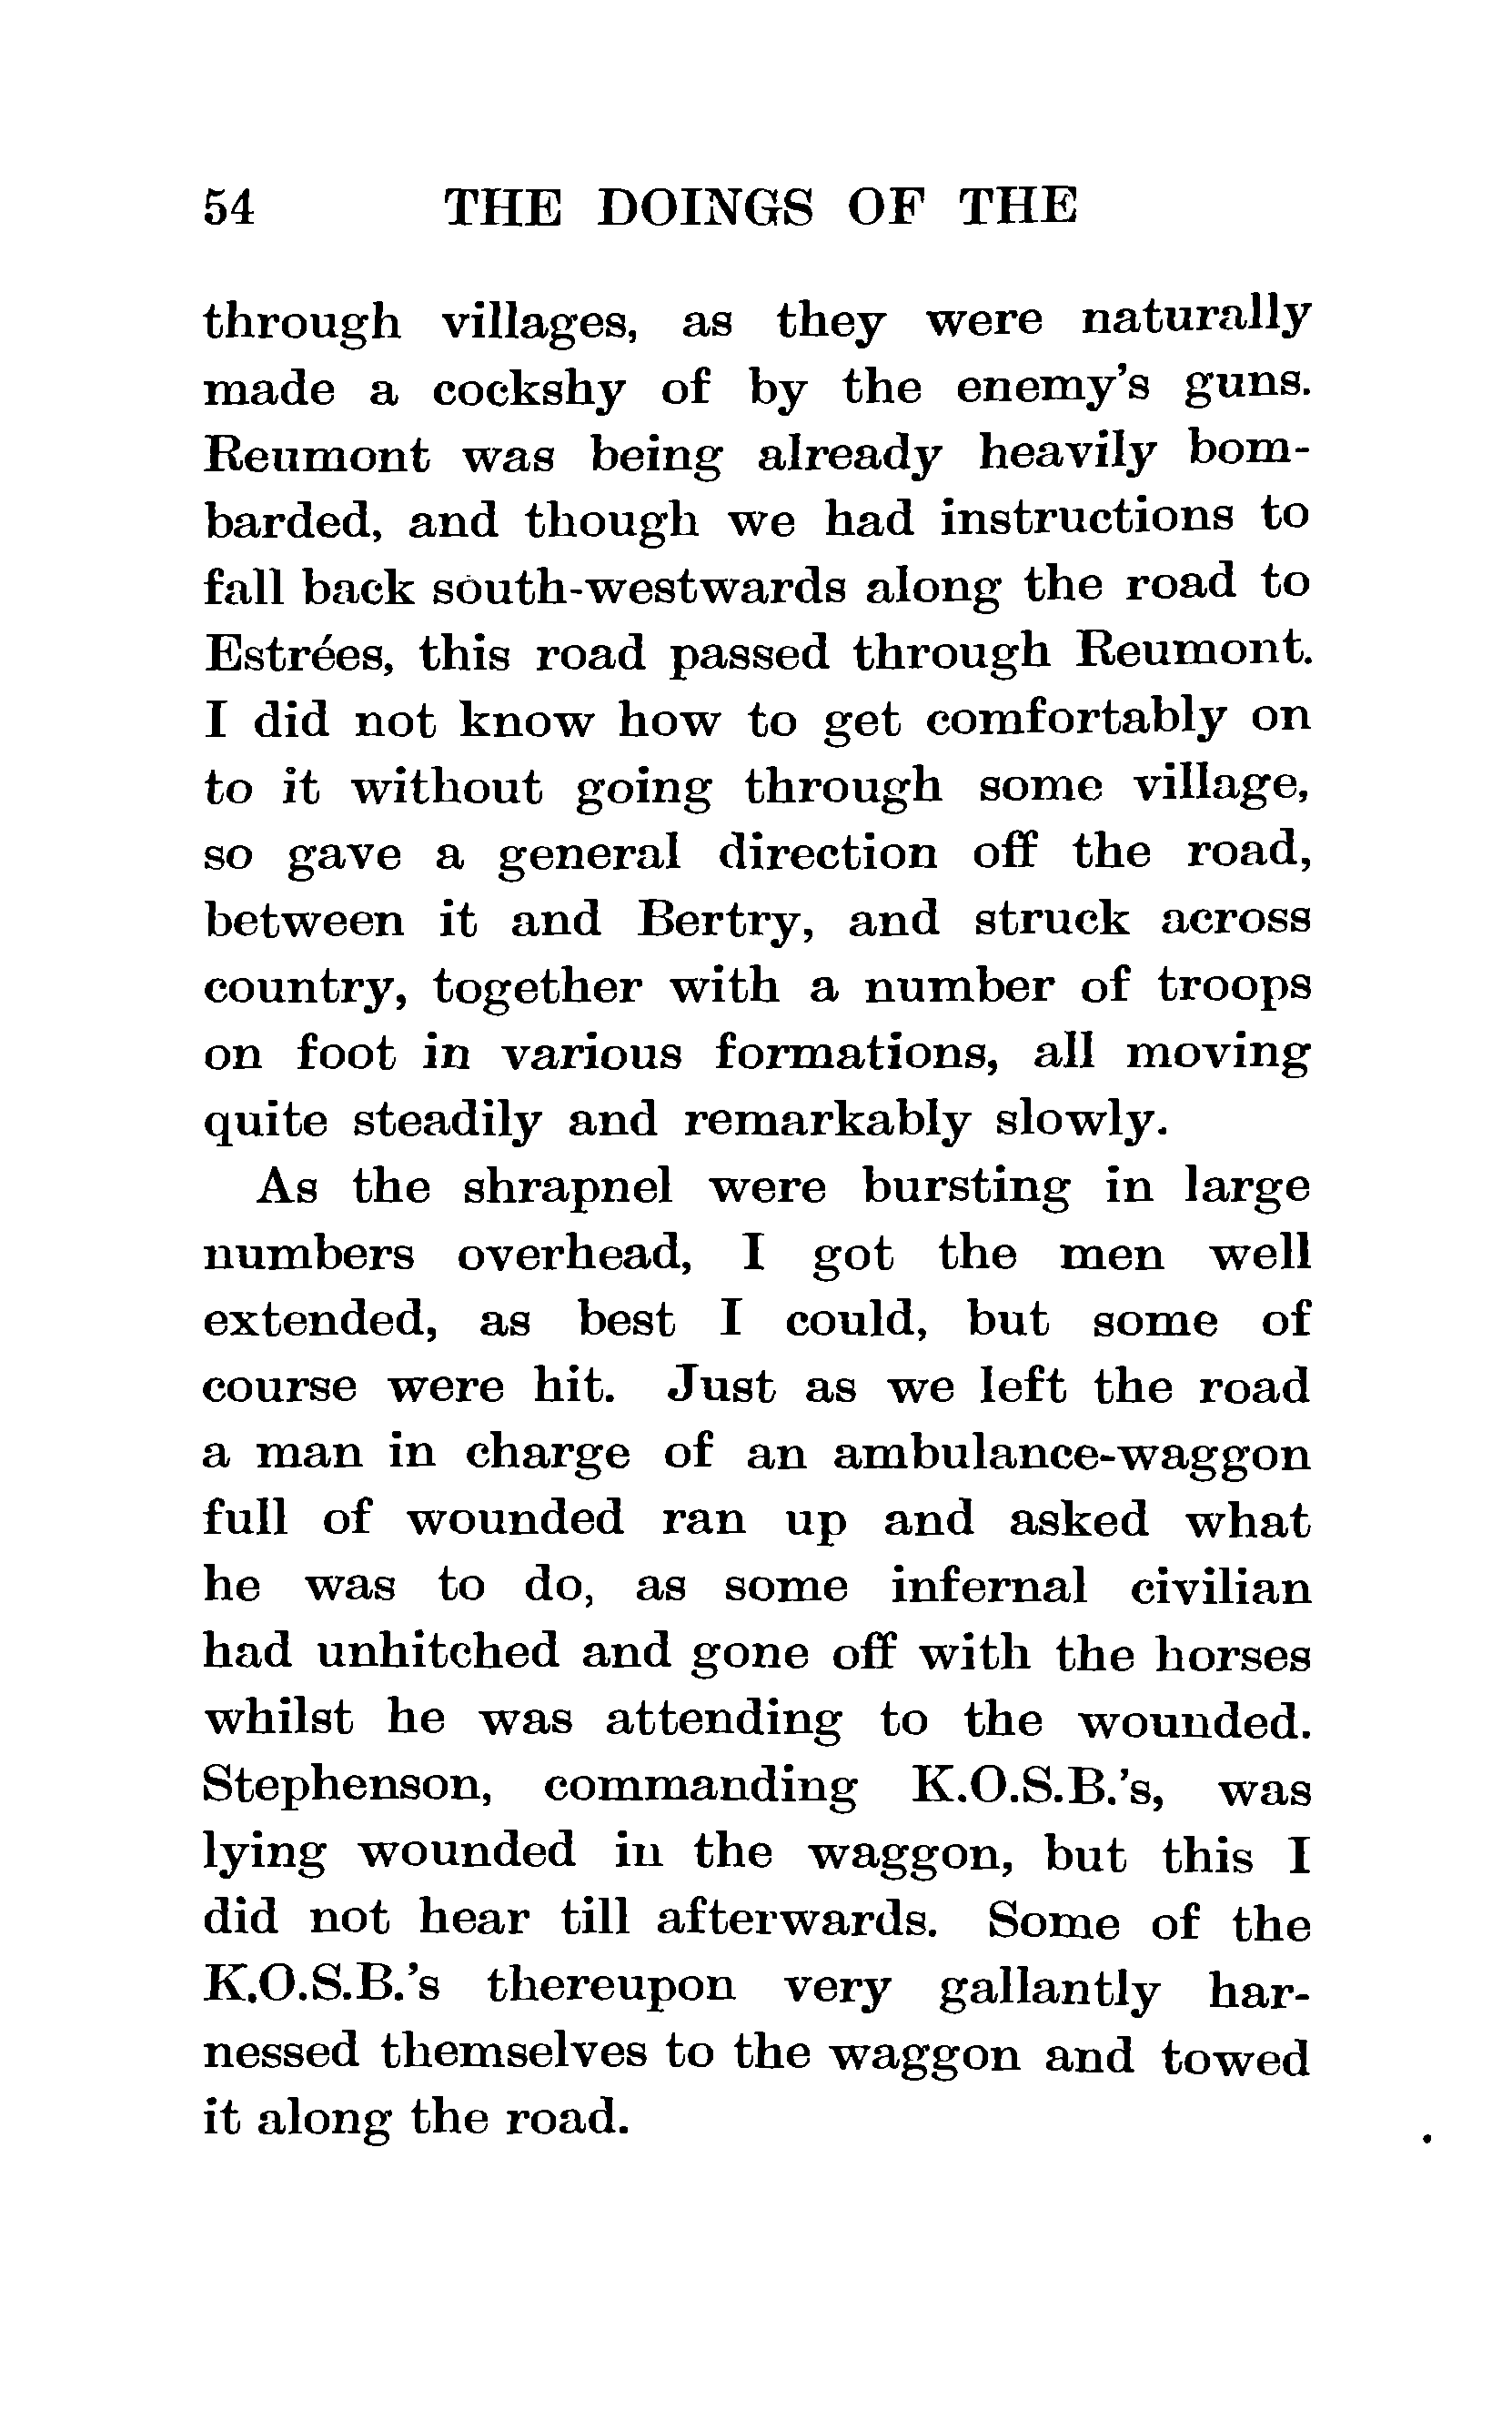 54 THE DOINGS OF THE
through villages, as they were naturally
made a cockshy of by the enemy's guns.
Reumont was being already heavily bom-
barded, and though we had instructions to
fall back south-westwards along the road to
Estrées, this road passed through Reumont.
I did not know how to get comfortably on
to it without going through some village,
so gave a general direction off the road,
between it and Bertry, and struck across
country, together with a number of troops
on foot in various formations, all moving
quite steadily and remarkably slowly.
As the shrapnel were bursting in large
numbers overhead, I got the men well
extended, as best I could, but some of
course were hit. Just as we left the road
a man in charge of an ambulance-waggon
full of wounded ran up and asked what
he was to do, as some infernal civilian
had unhitched and gone off with the horses
whilst he was attending to the wounded.
Stephenson, commanding K.O.S.B.'s, was
lying wounded in the waggon, but this I
did not hear till afterwards. Some of the
K.O.S.B.'s thereupon very gallantly har-
nessed themselves to the waggon and towed
it along the road.